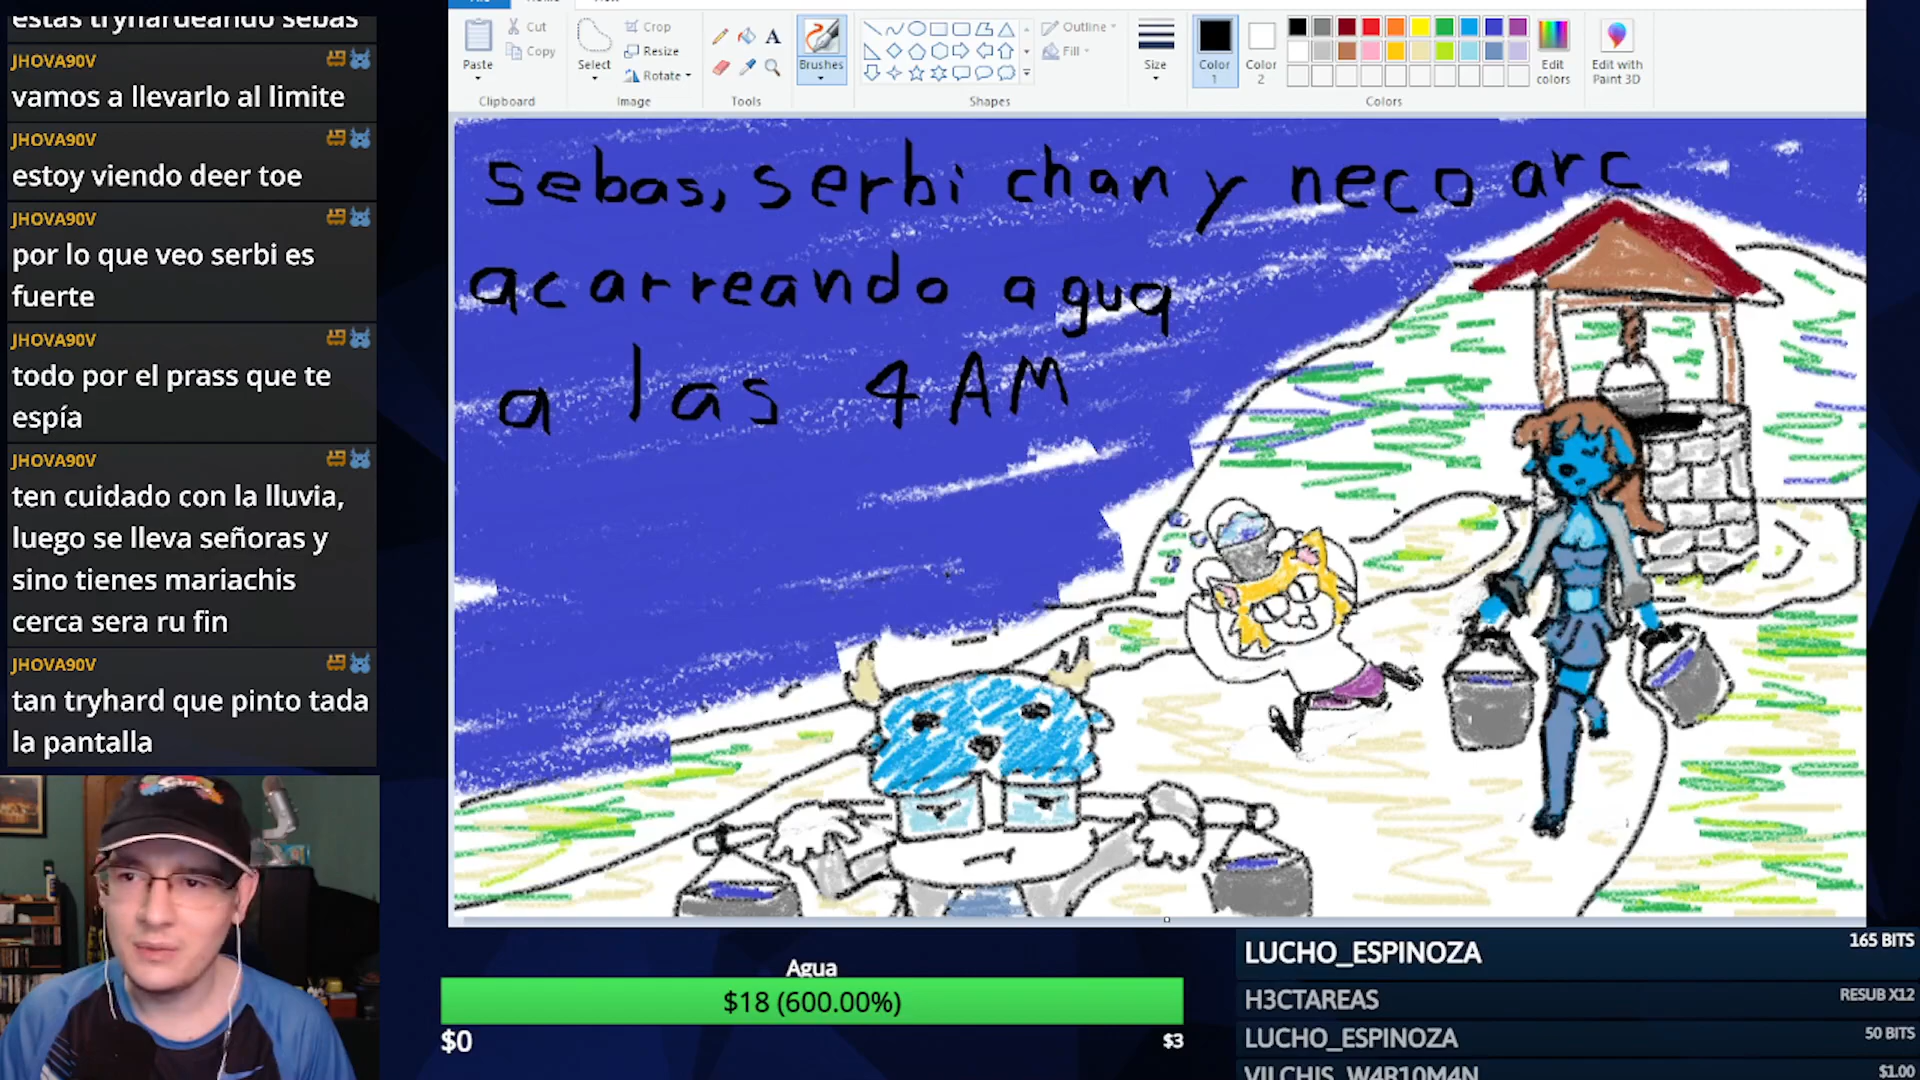 estas tryhardeando sebas
JHOVA90V
vamos a llevarlo al limite
JHOVA90V
estoy viendo deer toe
JHOVA90V
por lo que veo serbi es
fuerte
JHOVA90V
todo por el prass que te
espía
JHOVA90V
ten cuidado con la lluvia,
luego se lleva señoras y
sino tienes mariachis
cerca sera ru fin
JHOVA90V
tan tryhard que pinto tada
la pantalla
Paste
Cut
Copy
Clipboard
Select
Crop
Resize
Rotate
Image
Tools
Brushes
Shapes
Outline
Fill
Size
Color
1
Color
2
Colors
Edit
colors
Edit with
Paint 3D
Sebas, serbi chan y neco arc
acarreando agua
a las 4 AM
Agua
$18 (600.00%)
$0
$3
LUCHO_ESPINOZA 165 BITS
H3CTAREAS RESUB X12
LUCHO_ESPINOZA 50 BITS
VILCHIS_W4R10M4N $1.00